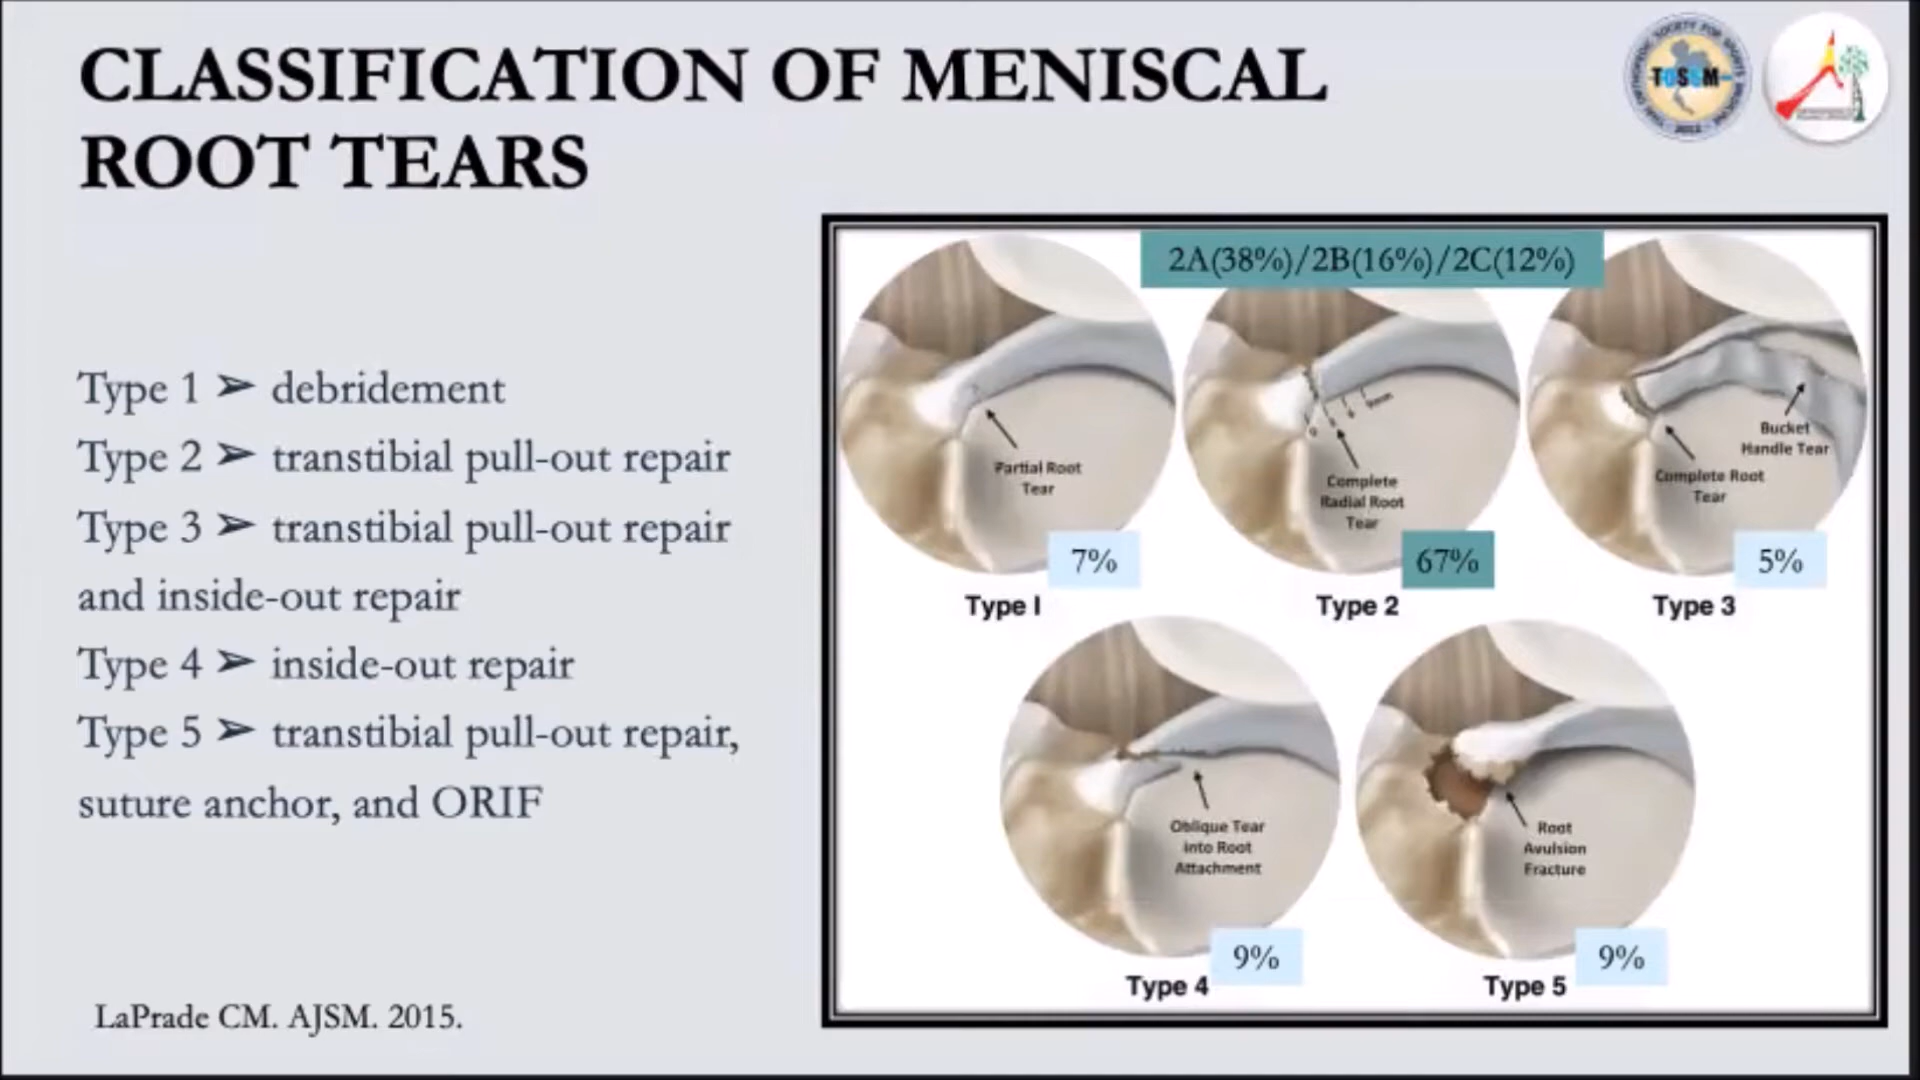 CLASSIFICATION OF MENISCAL
ROOT TEARS
TOSSM
2012
Type 1 ➢ debridement
Type 2 ➢ transtibial pull-out repair
Type 3 ➢ transtibial pull-out repair
and inside-out repair
Type 4 ➢ inside-out repair
Type 5 ➢ transtibial pull-out repair,
suture anchor, and ORIF
LaPrade CM. AJSM. 2015.
2A(38%)/2B(16%)/2C(12%)
Partial Root
Tear
7%
Type 1
Complete
Radial Root
Tear
67%
Type 2
Bucket
Handle Tear
Complete Root
Tear
5%
Type 3
Oblique Tear
into Root
Attachment
9%
Type 4
Root
Avulsion
Fracture
9%
Type 5